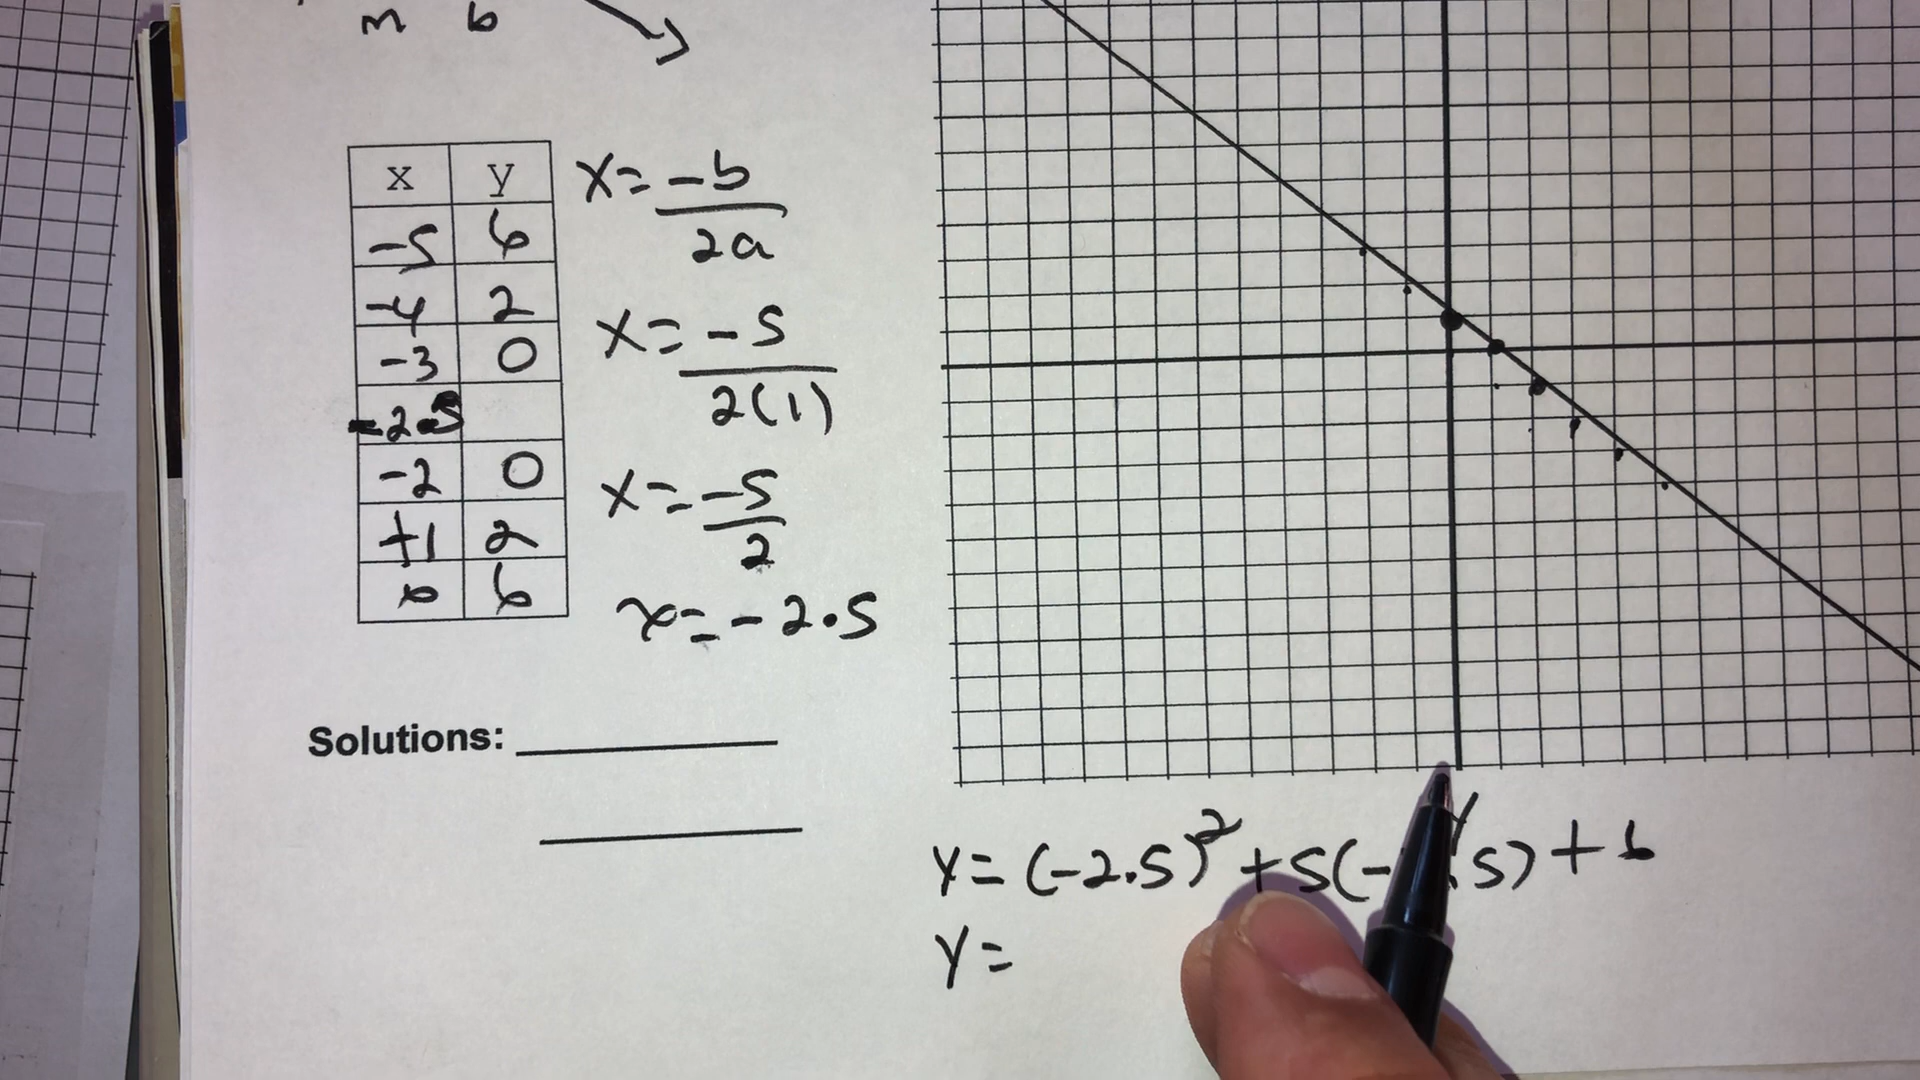 m b
x y
-5 6
-4 2
-3 0
-2.5
-2 0
+1 2
0 6
x = -b
2a
x = -5
2(1)
x = -5
2
x = -2.5
Solutions:
y = (-2.5)² + 5(- .5) + 6
y =